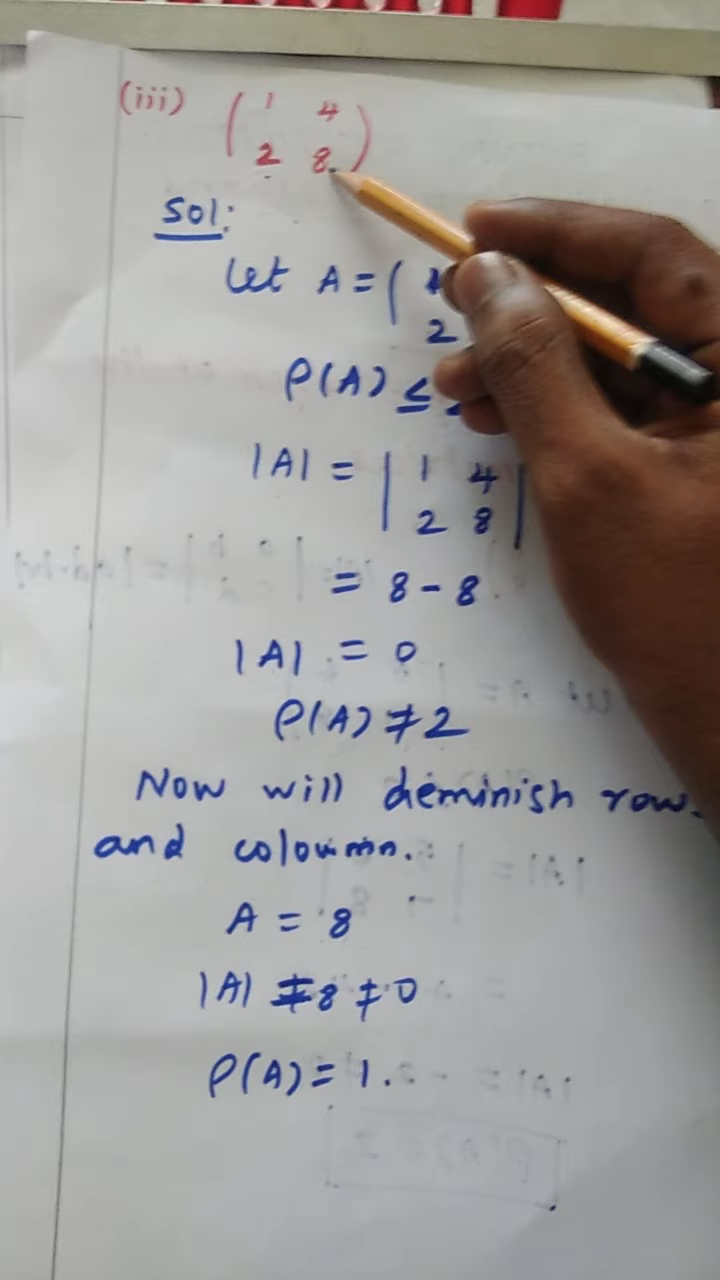 (iii) ( 1 4
2 8 )
Sol:
Let A = (
2
ρ(A) ≤
|A| = | 1 4
2 8 |
= 8 - 8
|A| = 0
ρ(A) ≠ 2
Now will deminish row.
and coloumn.
A = 8
|A| ≠ 8 ≠ 0
ρ(A) = 1.